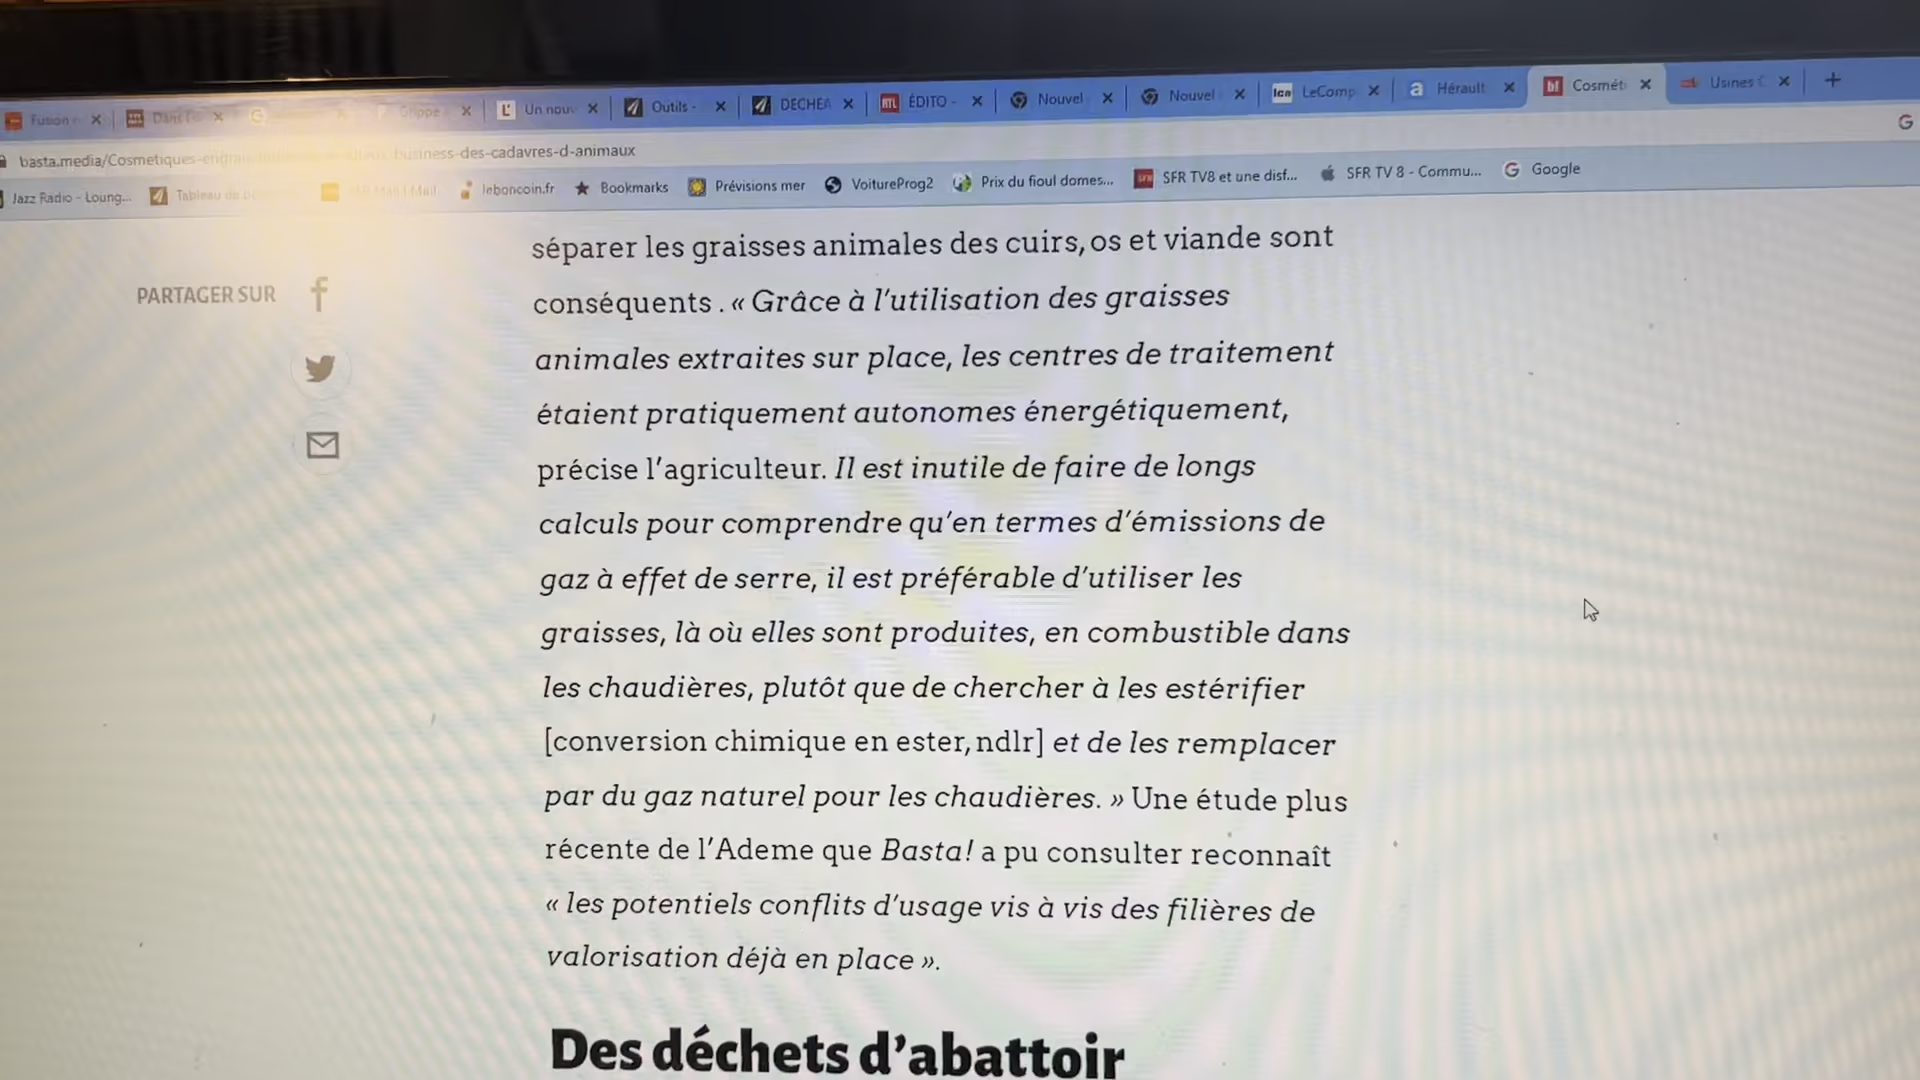 Fusion
Grippe
Un nouv
Outils -
DECHEA
RTL
ÉDITO -
Nouvel
Nouvel
lca
LeComp
Hérault
b!
Cosmét
Usines
basta.media/Cosmetiques-engrais business-des-cadavres-d-animaux
Jazz Radio - Loung...
Tableau de
leboncoin.fr
Bookmarks
Prévisions mer
VoitureProg2
Prix du fioul domes...
SFR TV8 et une disf...
SFR TV 8 - Commu...
Google
PARTAGER SUR
séparer les graisses animales des cuirs, os et viande sont
conséquents . « Grâce à l’utilisation des graisses
animales extraites sur place, les centres de traitement
étaient pratiquement autonomes énergétiquement,
précise l’agriculteur. Il est inutile de faire de longs
calculs pour comprendre qu’en termes d’émissions de
gaz à effet de serre, il est préférable d’utiliser les
graisses, là où elles sont produites, en combustible dans
les chaudières, plutôt que de chercher à les estérifier
[conversion chimique en ester, ndlr] et de les remplacer
par du gaz naturel pour les chaudières. » Une étude plus
récente de l’Ademe que Basta! a pu consulter reconnaît
« les potentiels conflits d’usage vis à vis des filières de
valorisation déjà en place ».
Des déchets d’abattoir